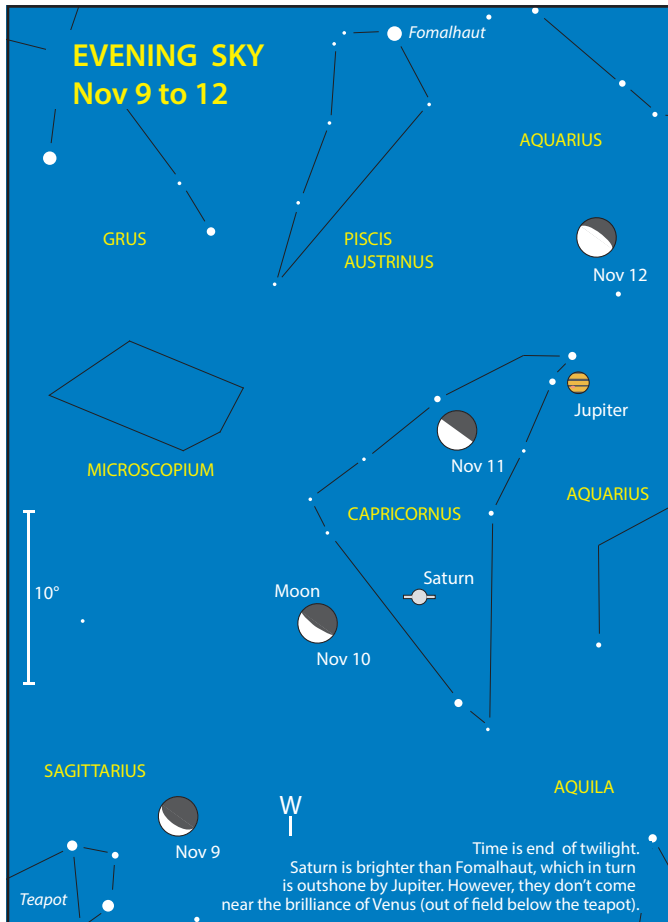 EVENING SKY
Nov 9 to 12
Fomalhaut
AQUARIUS
GRUS
PISCIS
AUSTRINUS
Nov 12
Jupiter
MICROSCOPIUM
Nov 11
AQUARIUS
CAPRICORNUS
10°
Saturn
Moon
Nov 10
SAGITTARIUS
AQUILA
W
Nov 9
Teapot
Time is end of twilight.
Saturn is brighter than Fomalhaut, which in turn
is outshone by Jupiter. However, they don't come
near the brilliance of Venus (out of field below the teapot).